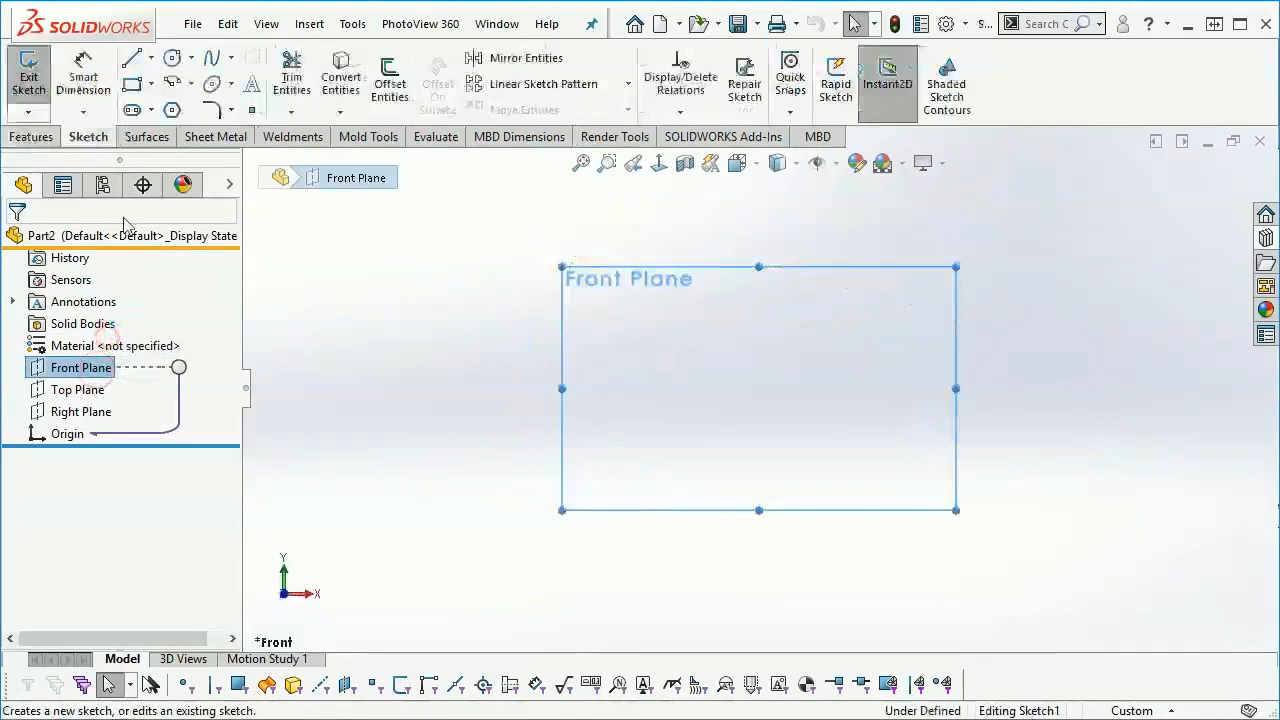 SOLIDWORKS File Edit View Insert Tools PhotoView 360 Window Help S... Search C
Exit Sketch
Smart Dimension
Trim Entities
Convert Entities
Offset Entities
Offset On Surface
Mirror Entities
Linear Sketch Pattern
Move Entities
Display/Delete Relations
Repair Sketch
Quick Snaps
Rapid Sketch
Instant2D
Shaded Sketch Contours
Features Sketch Surfaces Sheet Metal Weldments Mold Tools Evaluate MBD Dimensions Render Tools SOLIDWORKS Add-Ins MBD
Front Plane
Part2 (Default<<Default>_Display State
History
Sensors
Annotations
Solid Bodies
Material <not specified>
Front Plane
Top Plane
Right Plane
Origin
Front Plane
Y
X
*Front
Model 3D Views Motion Study 1
Creates a new sketch, or edits an existing sketch. Under Defined Editing Sketch1 Custom